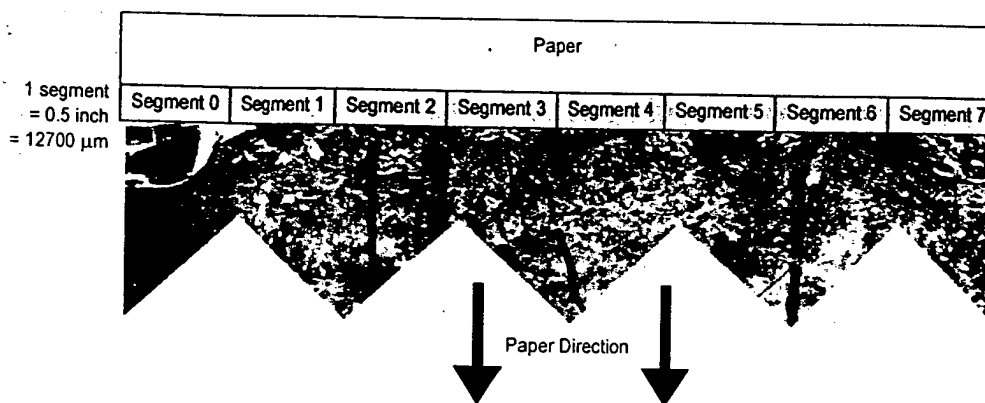 Paper
1 segment
= 0.5 inch
= 12700 µm
Segment 0 Segment 1 Segment 2 Segment 3 Segment 4 Segment 5 Segment 6 Segment 7
Paper Direction